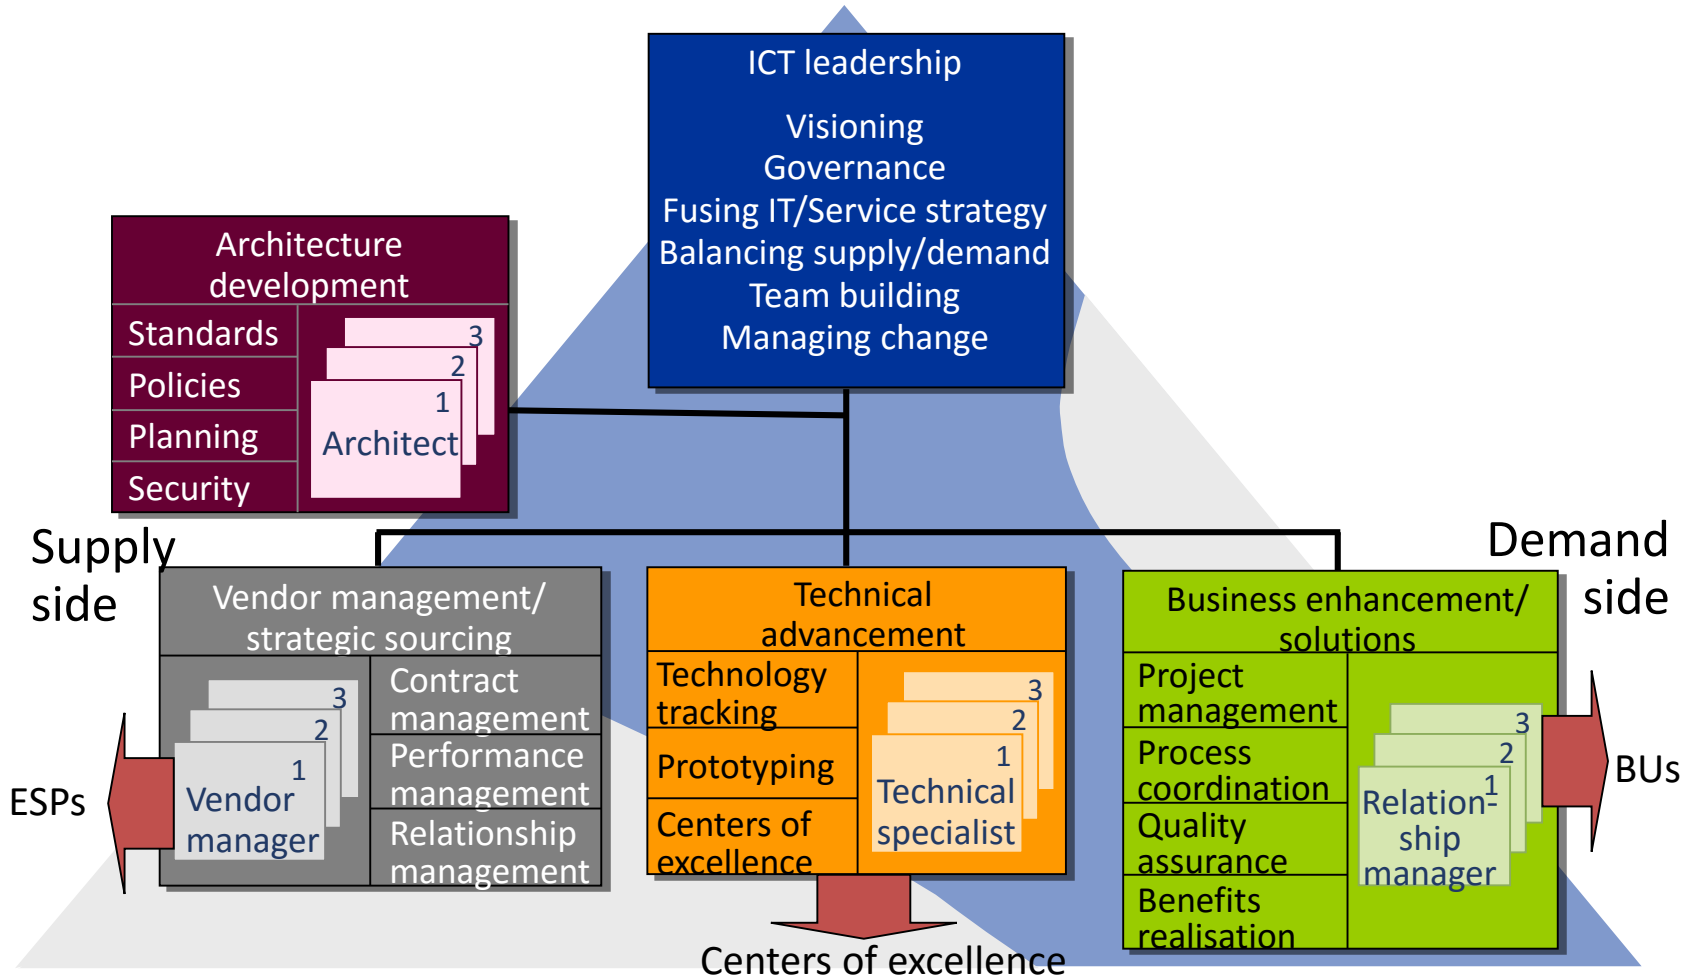 ICT leadership
Visioning
Governance
Fusing IT/Service strategy
Balancing supply/demand
Team building
Managing change
Architecture
development
Standards
Policies
Planning
Security
3
2
1
Architect
Supply
side
Demand
side
Vendor management/
strategic sourcing
3
2
1
Vendor
manager
Contract
management
Performance
management
Relationship
management
ESPs
Technical
advancement
Technology
tracking
Prototyping
Centers of
excellence
3
2
1
Technical
specialist
Centers of excellence
Business enhancement/
solutions
Project
management
Process
coordination
Quality
assurance
Benefits
realisation
3
2
1
Relation-
ship
manager
BUs